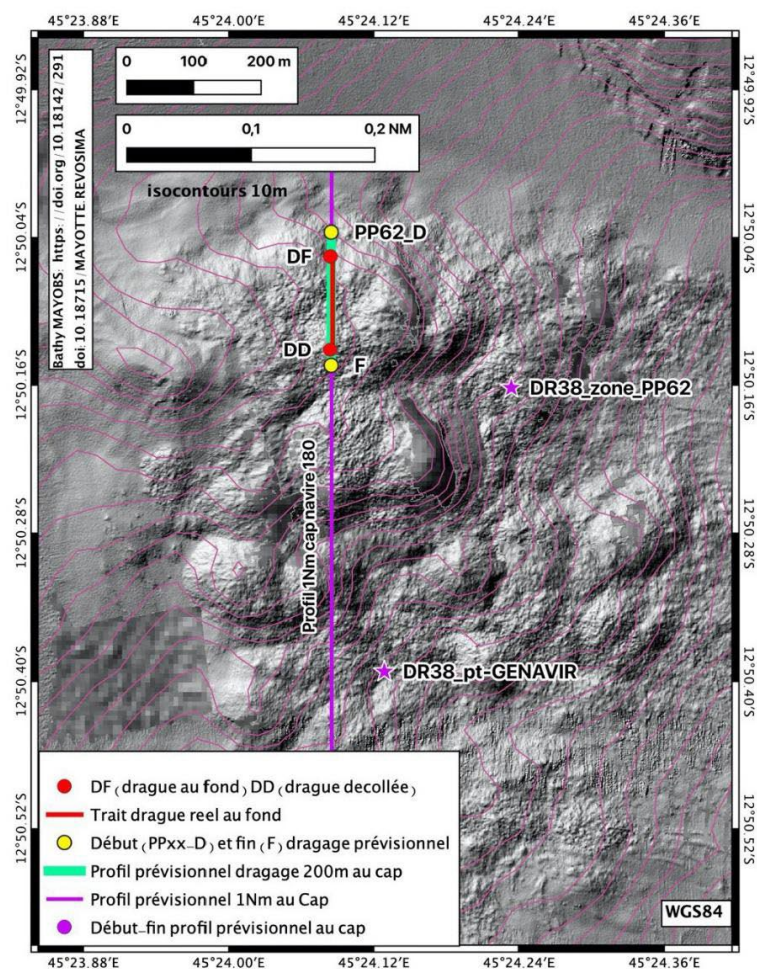 45°23.88'E 45°24.00'E 45°24.12'E 45°24.24'E 45°24.36'E
12°49.92'S
12°50.04'S
12°50.16'S
12°50.28'S
12°50.40'S
12°50.52'S
Bathy MAYOBS: https://doi.org/10.18142/291
doi:10.18715/MAYOTTE.REVOSIMA
0 100 200 m
0 0,1 0,2 NM
isocontours 10m
PP62_D
DF
DD
F
DR38_zone_PP62
Profil 1Nm cap navire 180
DR38_pt-GENAVIR
DF (drague au fond) DD (drague decollée)
Trait drague reel au fond
Début (PPxx-D) et fin (F) dragage prévisionnel
Profil prévisionnel dragage 200m au cap
Profil prévisionnel 1Nm au Cap
Début-fin profil prévisionnel au cap
WGS84
12°49.92'S
12°50.04'S
12°50.16'S
12°50.28'S
12°50.40'S
12°50.52'S
45°23.88'E 45°24.00'E 45°24.12'E 45°24.24'E 45°24.36'E